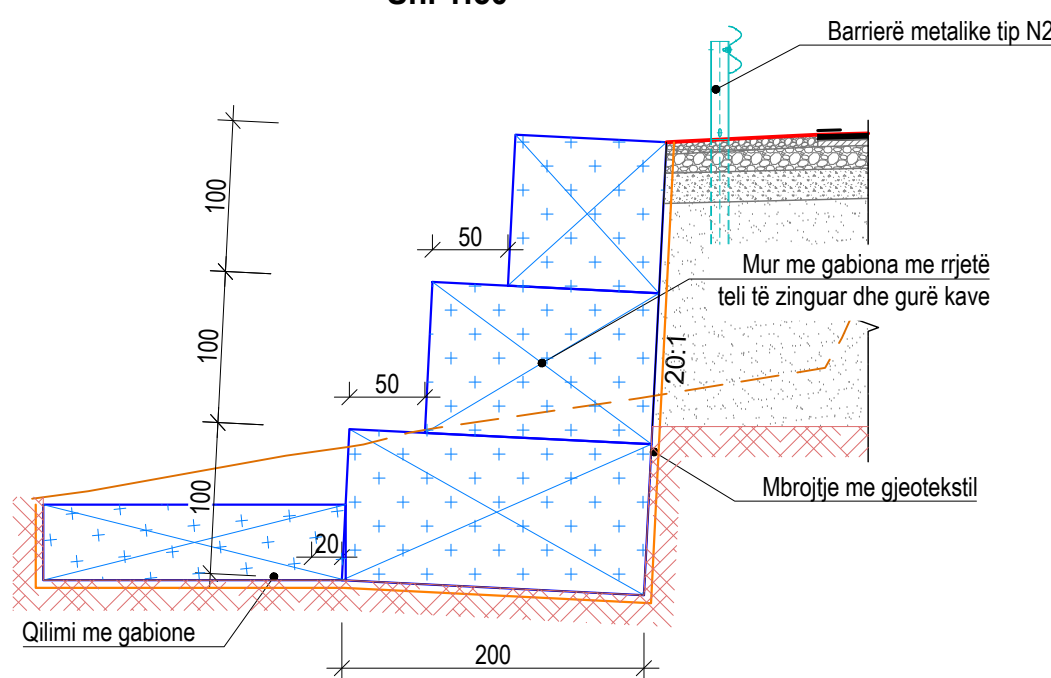 Barrierë metalike tip N2
100
50
Mur me gabiona me rrjetë
teli të zinguar dhe gurë kave
100
20:1
50
Mbrojtje me gjeotekstil
100
20
Qilimi me gabione
200